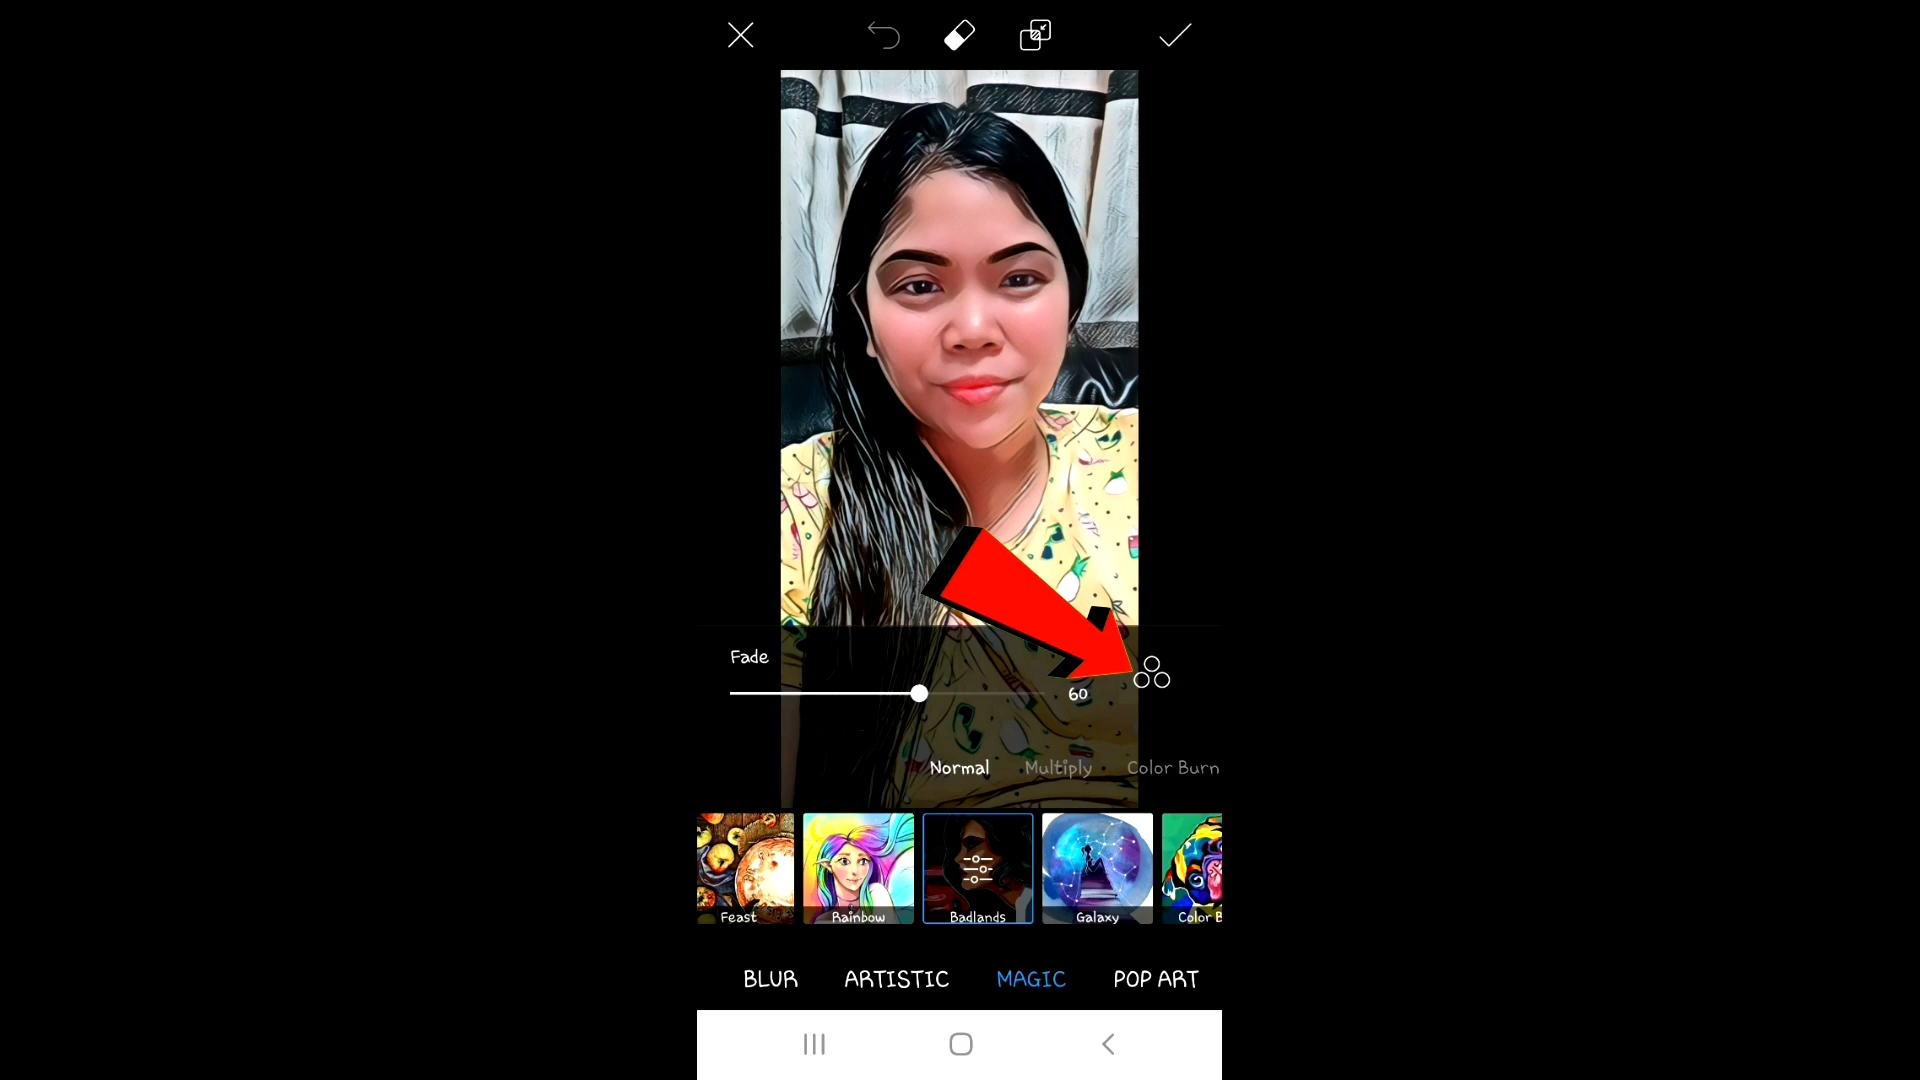 Fade
60
Normal Multiply Color Burn
Feast Rainbow Badlands Galaxy Color B
BLUR ARTISTIC MAGIC POP ART